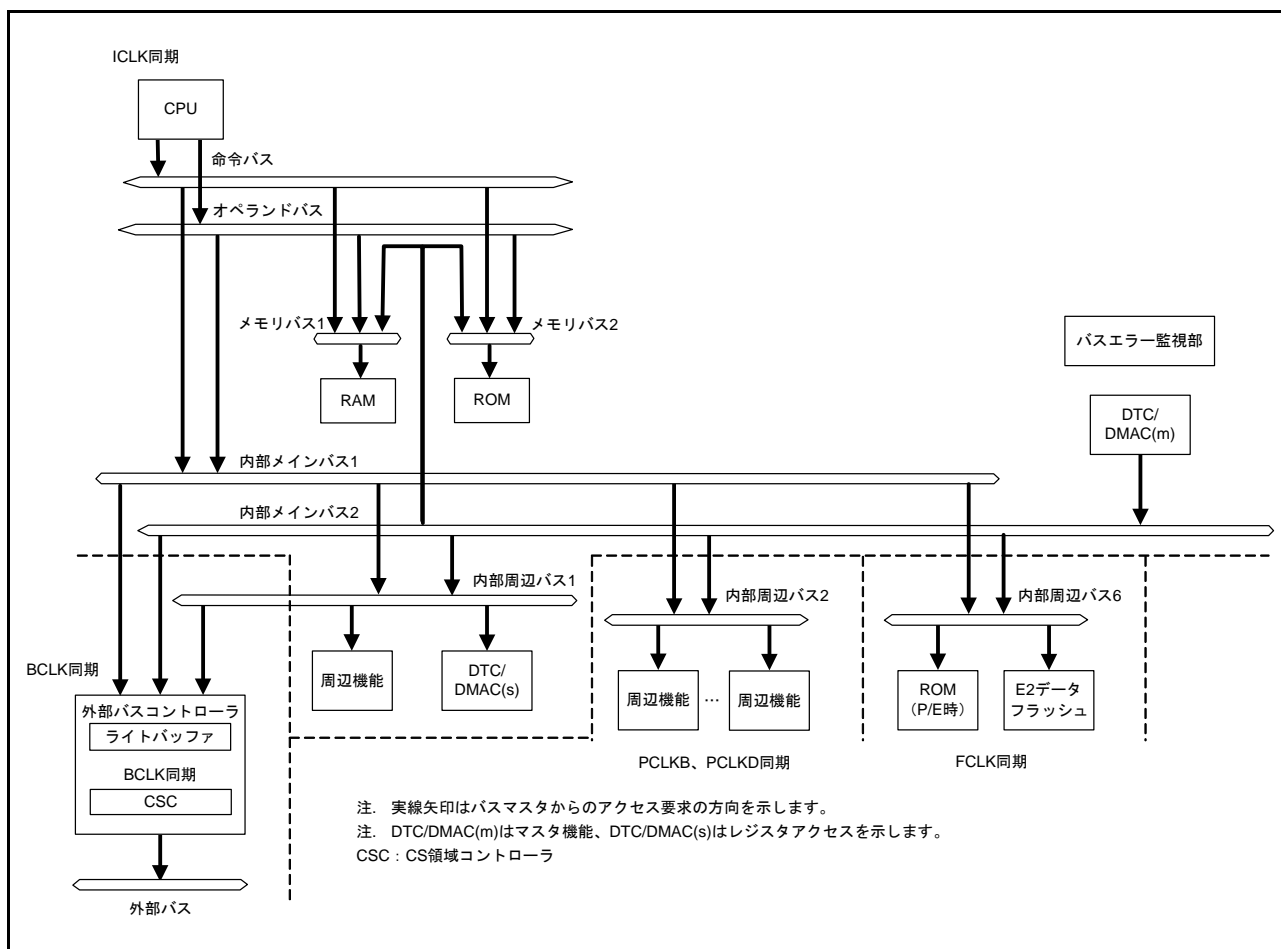 ICLK同期
CPU
命令バス
オペランドバス
メモリバス1
メモリバス2
バスエラー監視部
RAM
ROM
DTC/
DMAC(m)
内部メインバス1
内部メインバス2
内部周辺バス1
内部周辺バス2
内部周辺バス6
BCLK同期
周辺機能
DTC/
DMAC(s)
周辺機能
…
周辺機能
ROM
（P/E時）
E2データ
フラッシュ
外部バスコントローラ
ライトバッファ
BCLK同期
CSC
PCLKB、PCLKD同期
FCLK同期
注. 実線矢印はバスマスタからのアクセス要求の方向を示します。
注. DTC/DMAC(m)はマスタ機能、DTC/DMAC(s)はレジスタアクセスを示します。
CSC：CS領域コントローラ
外部バス